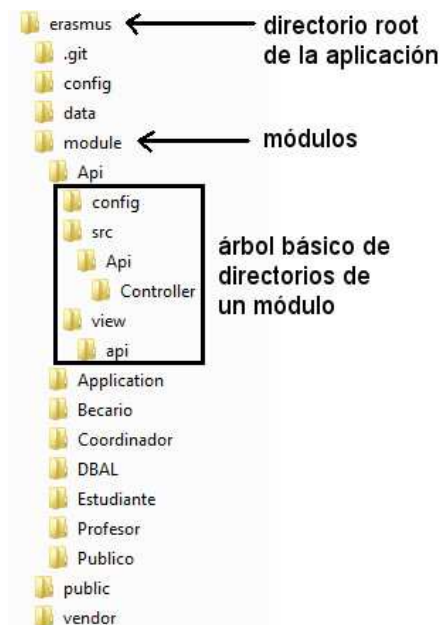 erasmus
directorio root
de la aplicación
.git
config
data
module
módulos
Api
config
src
Api
Controller
view
api
árbol básico de
directorios de
un módulo
Application
Becario
Coordinador
DBAL
Estudiante
Profesor
Publico
public
vendor